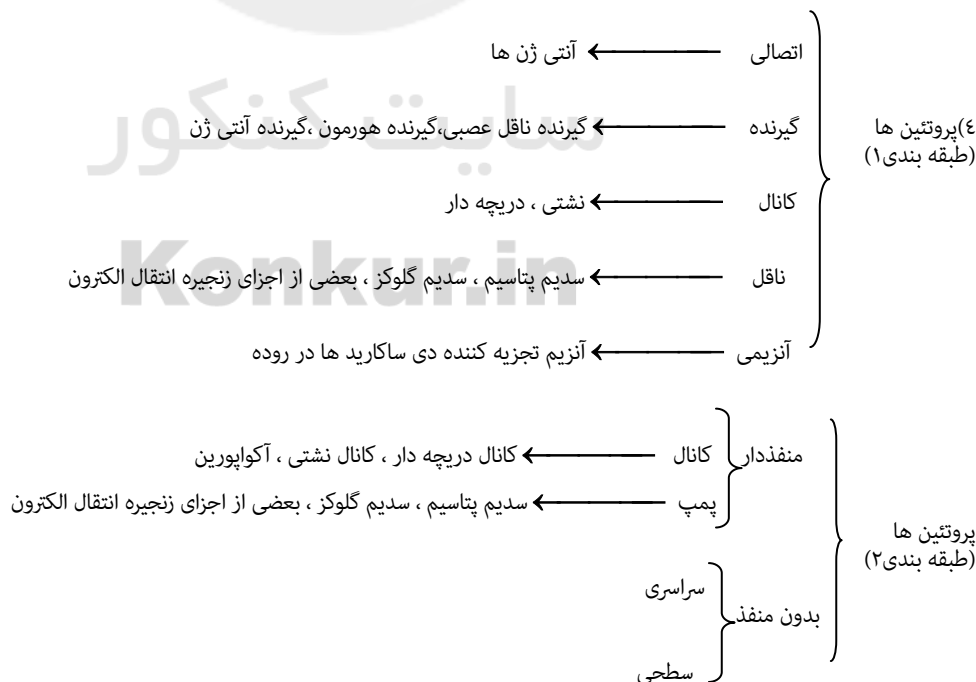 ٤)پروتئین ها
(طبقه بندی١)
اتصالی ← آنتی ژن ها
گیرنده ← گیرنده ناقل عصبی،گیرنده هورمون ،گیرنده آنتی ژن
کانال ← نشتی ، دریچه دار
ناقل ← سدیم پتاسیم ، سدیم گلوکز ، بعضی از اجزای زنجیره انتقال الکترون
آنزیمی ← آنزیم تجزیه کننده دی ساکارید ها در روده
سایت کنکور
Konkur.in
پروتئین ها
(طبقه بندی٢)
منفذدار
کانال ← کانال دریچه دار ، کانال نشتی ، آکواپورین
پمپ ← سدیم پتاسیم ، سدیم گلوکز ، بعضی از اجزای زنجیره انتقال الکترون
بدون منفذ
سراسری
سطحی